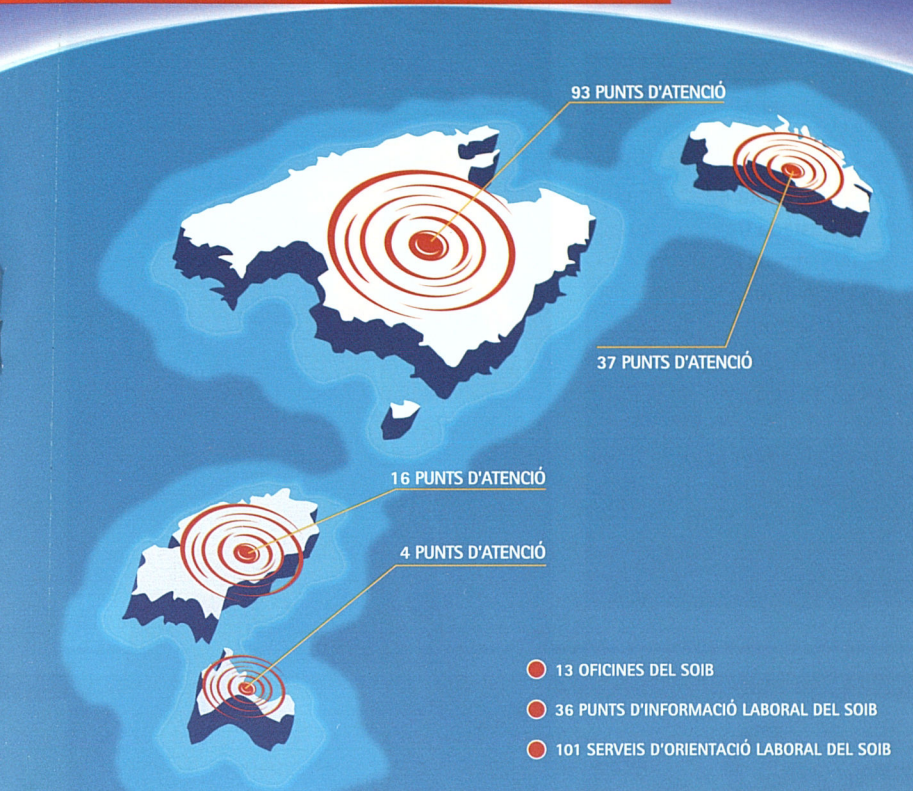 93 PUNTS D'ATENCIÓ
37 PUNTS D'ATENCIÓ
16 PUNTS D'ATENCIÓ
4 PUNTS D'ATENCIÓ
13 OFICINES DEL SOIB
36 PUNTS D'INFORMACIÓ LABORAL DEL SOIB
101 SERVEIS D'ORIENTACIÓ LABORAL DEL SOIB